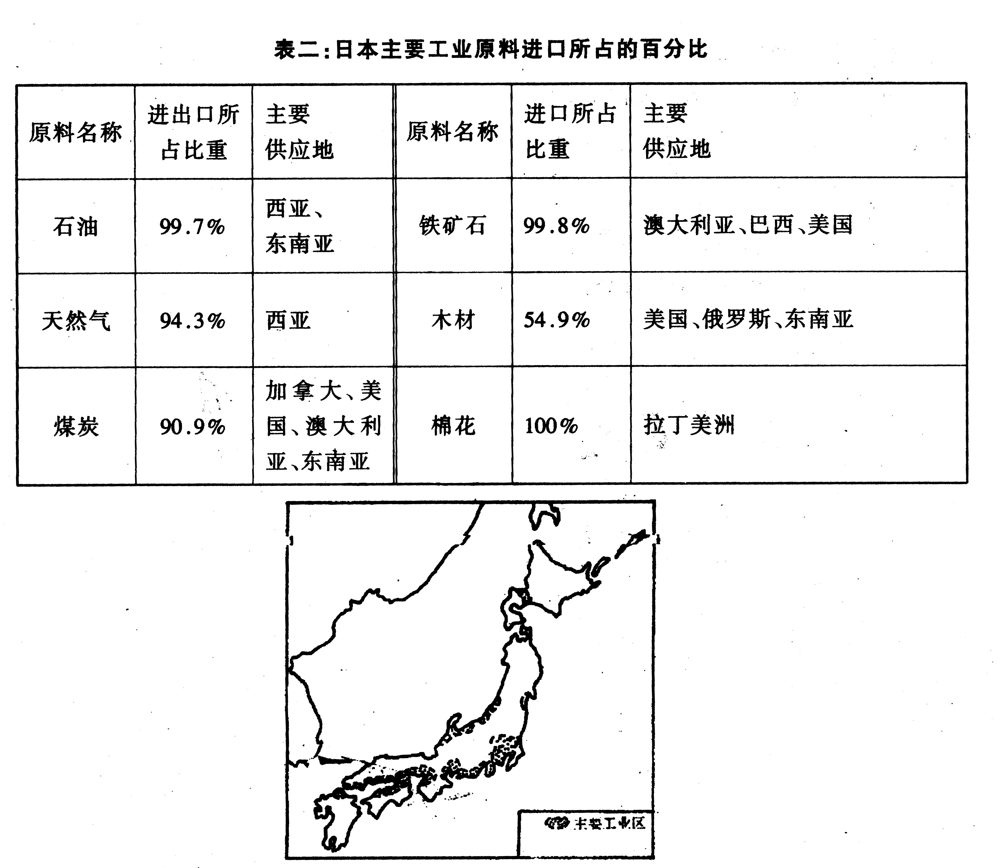 表二:日本主要工业原料进口所占的百分比
原料名称
进出口所
占比重
主要
供应地
原料名称
进口所占
比重
主要
供应地
石油
99.7%
西亚、
东南亚
铁矿石
99.8%
澳大利亚、巴西、美国
天然气
94.3%
西亚
木材
54.9%
美国、俄罗斯、东南亚
煤炭
90.9%
加拿大、美
国、澳大利
亚、东南亚
棉花
100%
拉丁美洲
主要工业区